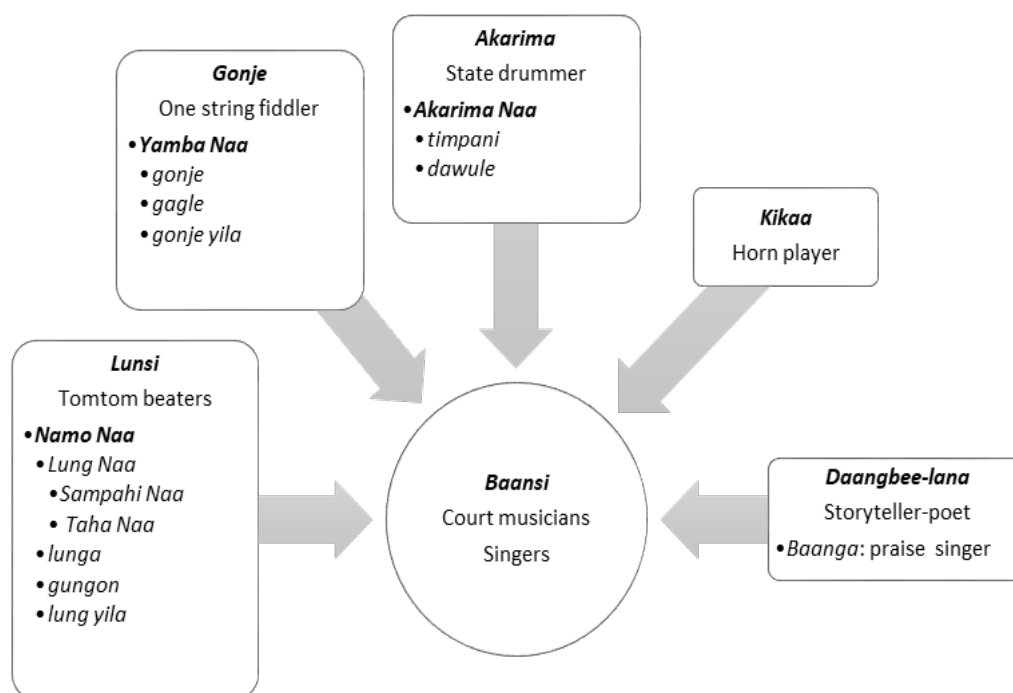 Akarima
State drummer
•Akarima Naa
•timpani
•dawule
Gonje
One string fiddler
•Yamba Naa
•gonje
•gagle
•gonje yila
Kikaa
Horn player
Lunsi
Tomtom beaters
•Namo Naa
•Lung Naa
•Sampahi Naa
•Taha Naa
•lunga
•gungon
•lung yila
Baansi
Court musicians
Singers
Daangbee-lana
Storyteller-poet
•Baanga: praise singer